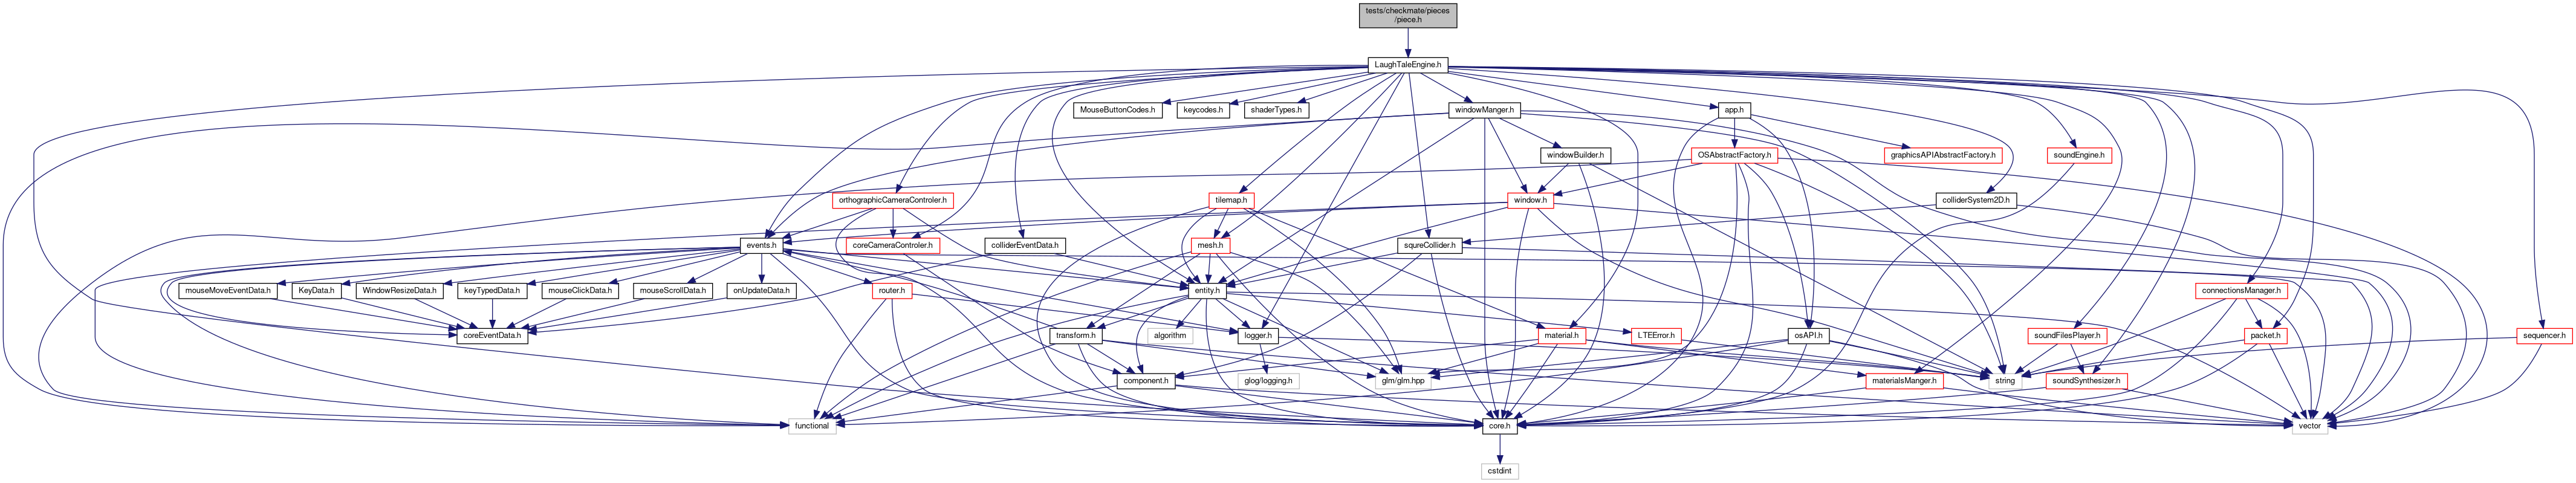 tests/checkmate/pieces
/piece.h
LaughTaleEngine.h
MouseButtonCodes.h
keycodes.h
shaderTypes.h
windowManger.h
app.h
windowBuilder.h
OSAbstractFactory.h
graphicsAPIAbstractFactory.h
soundEngine.h
orthographicCameraControler.h
tilemap.h
window.h
colliderSystem2D.h
events.h
coreCameraControler.h
colliderEventData.h
mesh.h
squreCollider.h
mouseMoveEventData.h
KeyData.h
WindowResizeData.h
keyTypedData.h
mouseClickData.h
mouseScrollData.h
onUpdateData.h
router.h
entity.h
connectionsManager.h
coreEventData.h
transform.h
algorithm
logger.h
material.h
LTEError.h
osAPI.h
soundFilesPlayer.h
packet.h
sequencer.h
component.h
glog/logging.h
glm/glm.hpp
materialsManger.h
string
soundSynthesizer.h
functional
core.h
vector
cstdint